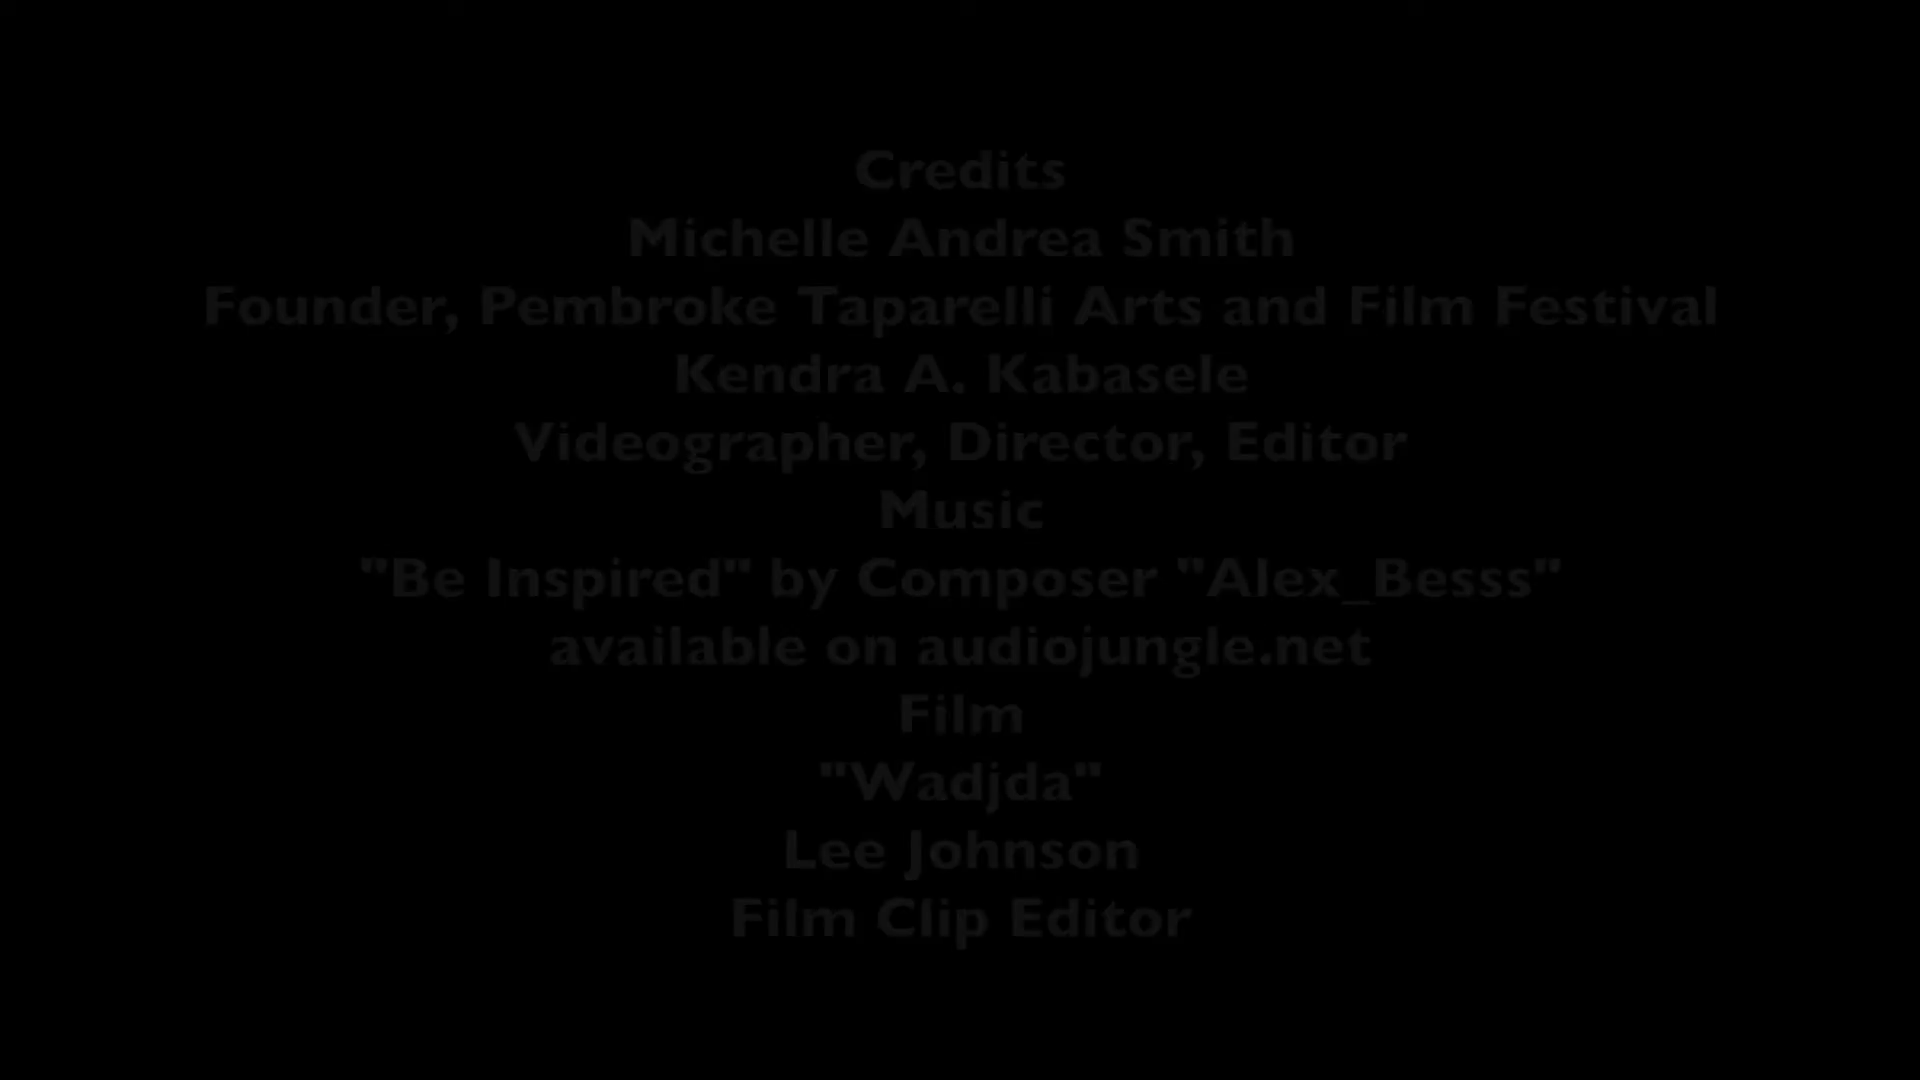 Credits
Michelle Andrea Smith
Founder, Pembroke Taparelli Arts and Film Festival
Kendra A. Kabasele
Videographer, Director, Editor
Music
"Be Inspired" by Composer "Alex_Besss"
available on audiojungle.net
Film
"Wadjda"
Lee Johnson
Film Clip Editor